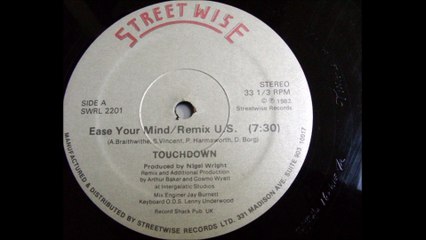 STREETWISE
STEREO
33 1/3 RPM
SIDE A
SWRL 2201
© ℗ 1983
Streetwise Records
Ease Your Mind/Remix U.S. (7:30)
(A.Braithwithe, S.Vincent, P. Harmaworth, D. Borg)
TOUCHDOWN
Produced by Nigel Wright
Remix and Additional Production
by Arthur Baker and Cosmo Wyatt
at Intergalatic Studios
Mix Engineer Jay Burnett
Keyboard O.D.S. Lenny Underwood
Record Shack Pub. UK
MANUFACTURED & DISTRIBUTED BY STREETWISE RECORDS LTD. 331 MADISON AVE. SUITE 903 10017